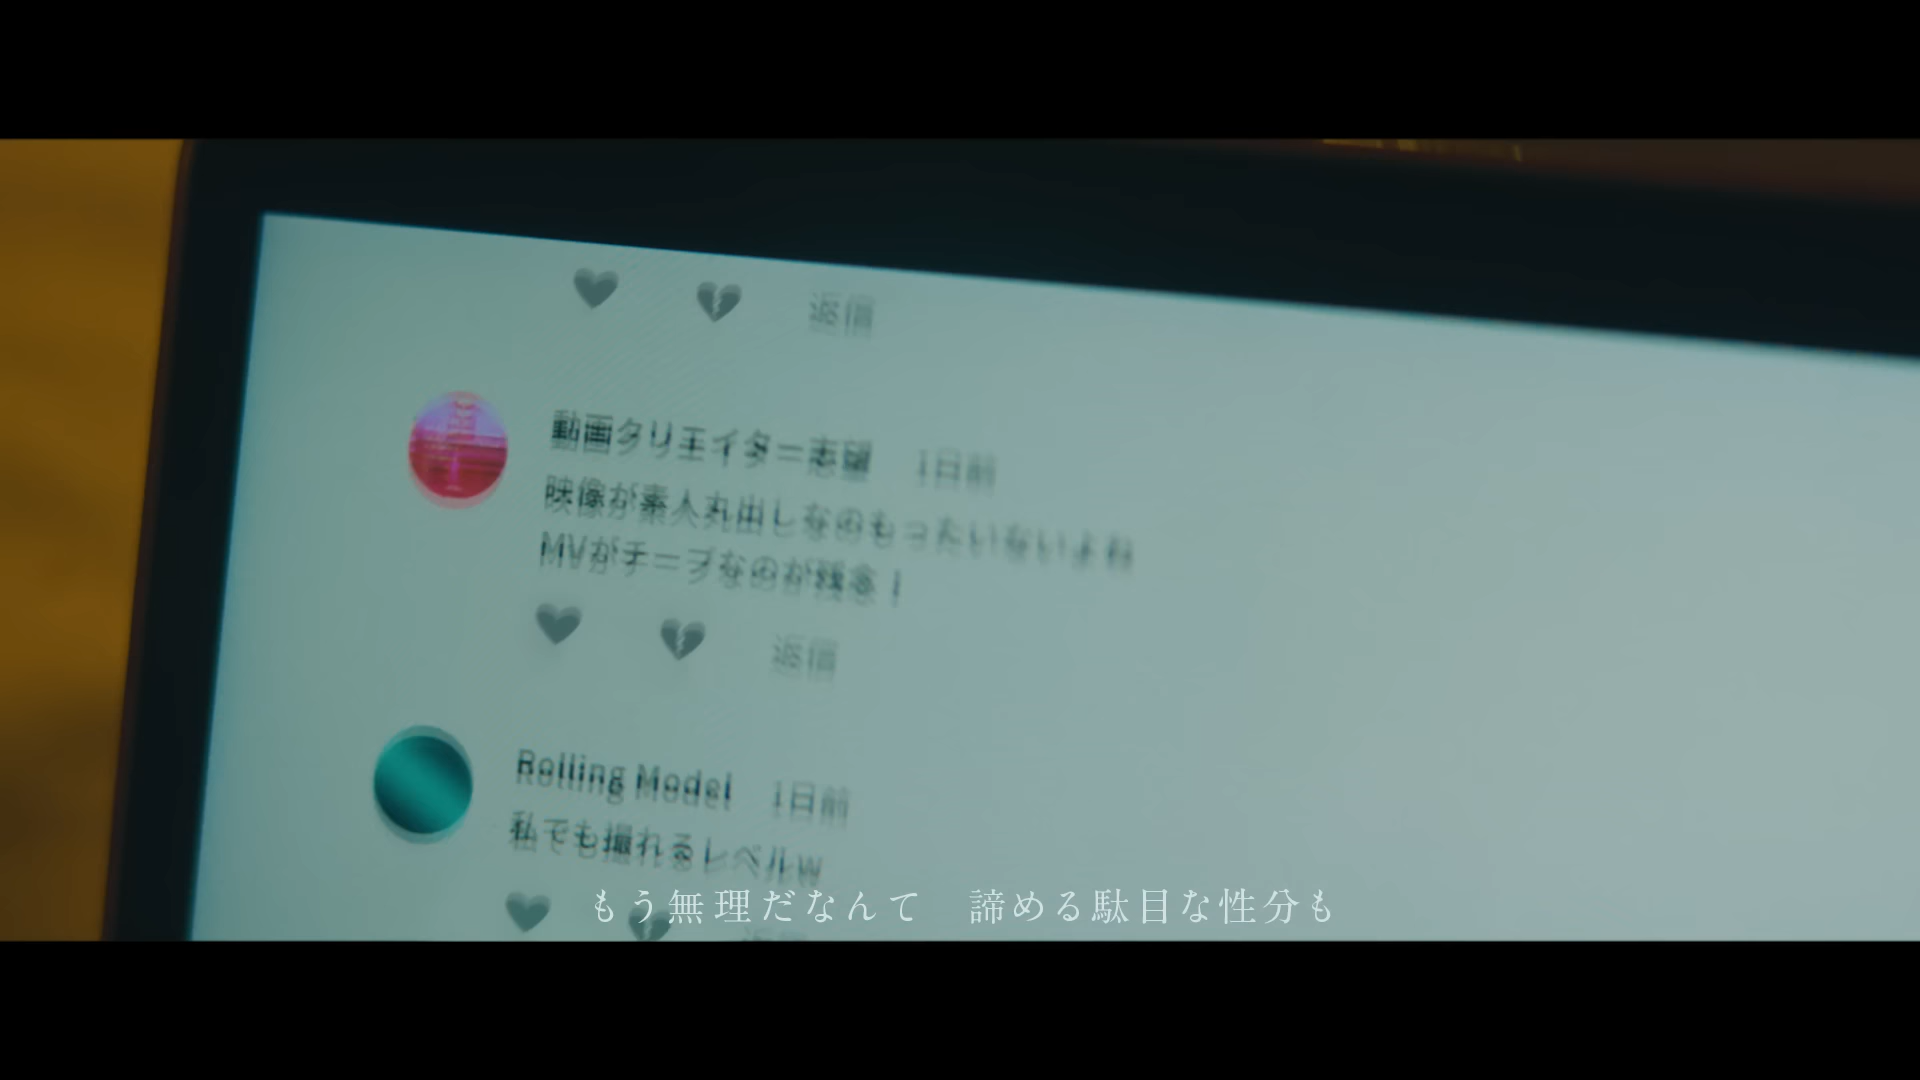 返信
動画クリエイター志望 1日前
映像が素人丸出しなのもったいないよね
MVがチープなのが残念！
返信
Rolling Model 1日前
私でも撮れるレベルw
返信
もう無理だなんて 諦める駄目な性分も